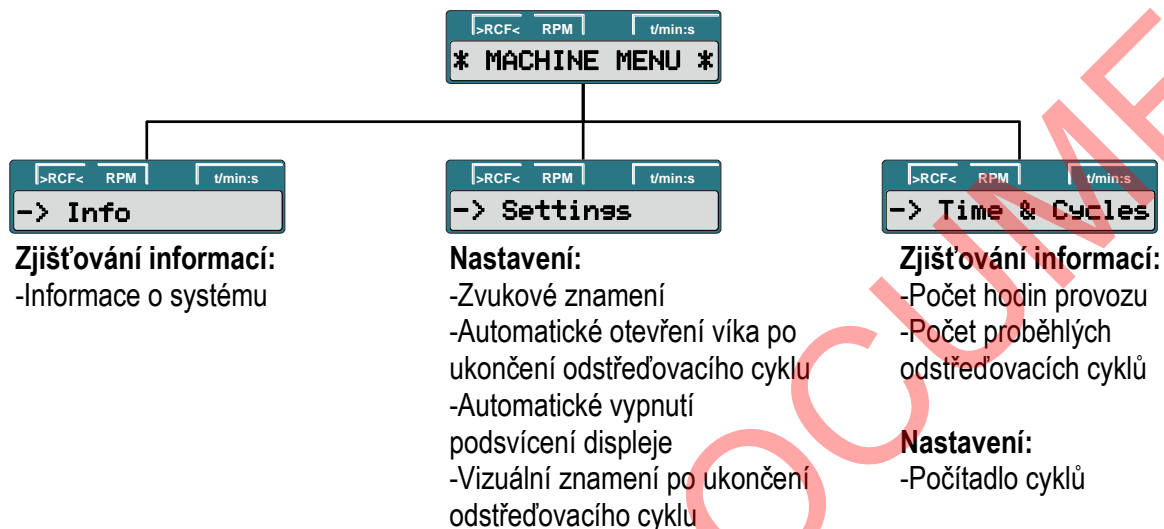 >RCF< RPM t/min:s
* MACHINE MENU *
>RCF< RPM t/min:s
-> Info
Zjišťování informací:
-Informace o systému
>RCF< RPM t/min:s
-> Settings
Nastavení:
-Zvukové znamení
-Automatické otevření víka po
ukončení odstřeďovacího cyklu
-Automatické vypnutí
podsvícení displeje
-Vizuální znamení po ukončení
odstřeďovacího cyklu
>RCF< RPM t/min:s
-> Time & Cycles
Zjišťování informací:
-Počet hodin provozu
-Počet proběhlých
odstřeďovacích cyklů
Nastavení:
-Počítadlo cyklů
OCUME